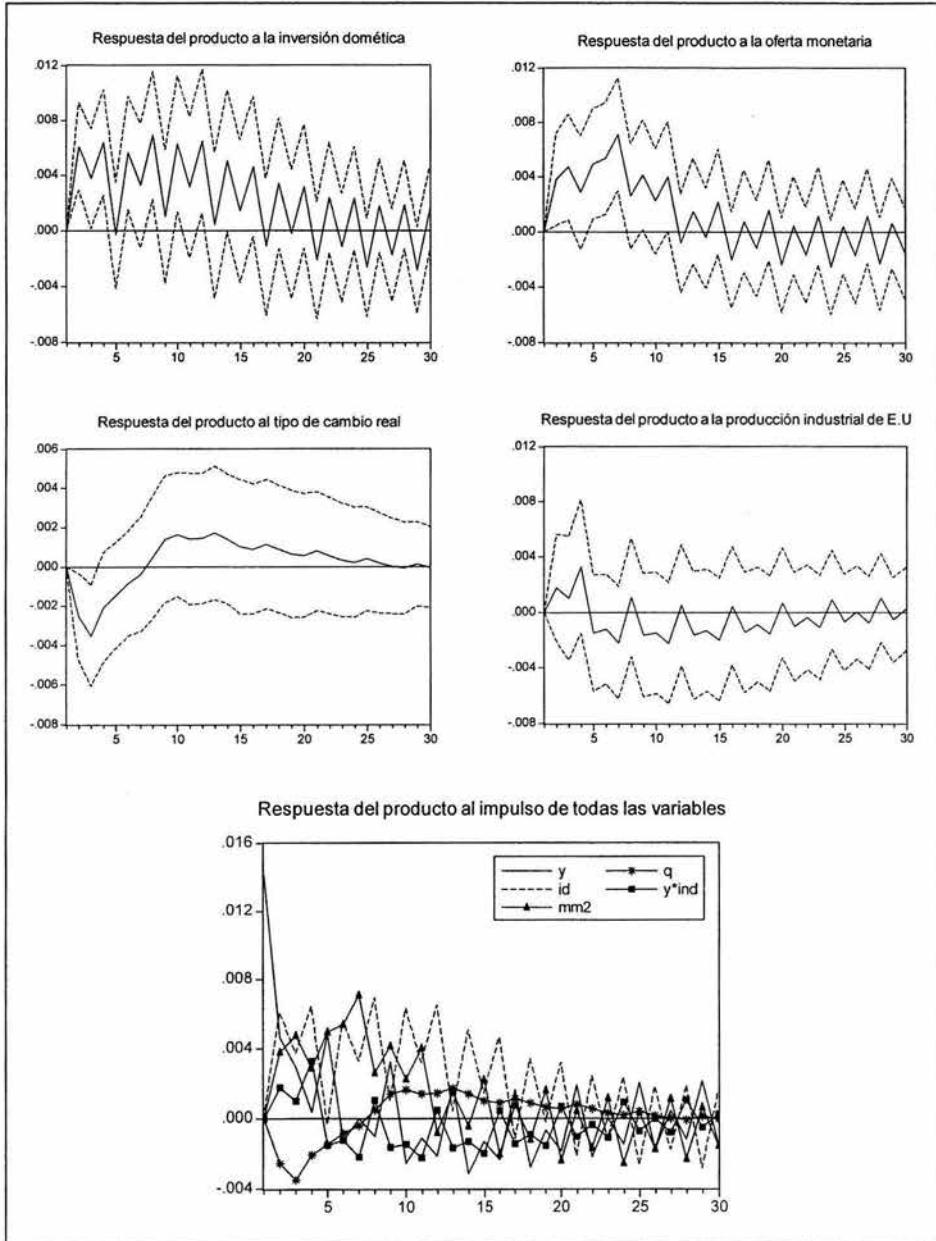 Respuesta del producto a la inversión domética
.012
.008
.004
.000
-.004
-.008
5 10 15 20 25 30
Respuesta del producto a la oferta monetaria
.012
.008
.004
.000
-.004
-.008
5 10 15 20 25 30
Respuesta del producto al tipo de cambio real
.006
.004
.002
.000
-.002
-.004
-.006
-.008
5 10 15 20 25 30
Respuesta del producto a la producción industrial de E.U
.012
.008
.004
.000
-.004
-.008
5 10 15 20 25 30
Respuesta del producto al impulso de todas las variables
.016
.012
.008
.004
.000
-.004
y q
id y*ind
mm2
5 10 15 20 25 30